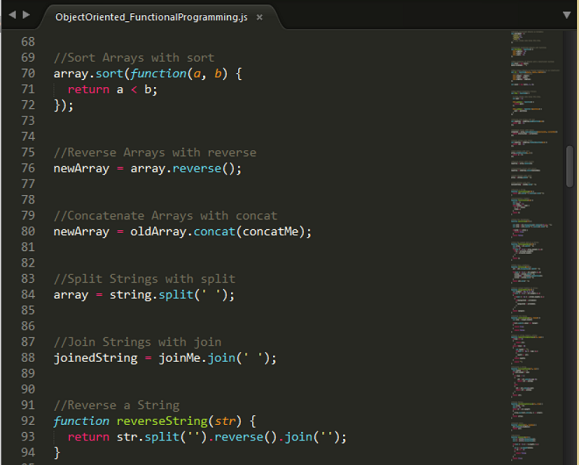 ObjectOriented_FunctionalProgramming.js ×
68
69 //Sort Arrays with sort
70 array.sort(function(a, b) {
71   return a < b;
72 });
73
74
75 //Reverse Arrays with reverse
76 newArray = array.reverse();
77
78
79 //Concatenate Arrays with concat
80 newArray = oldArray.concat(concatMe);
81
82
83 //Split Strings with split
84 array = string.split(' ');
85
86
87 //Join Strings with join
88 joinedString = joinMe.join(' ');
89
90
91 //Reverse a String
92 function reverseString(str) {
93   return str.split('').reverse().join('');
94 }